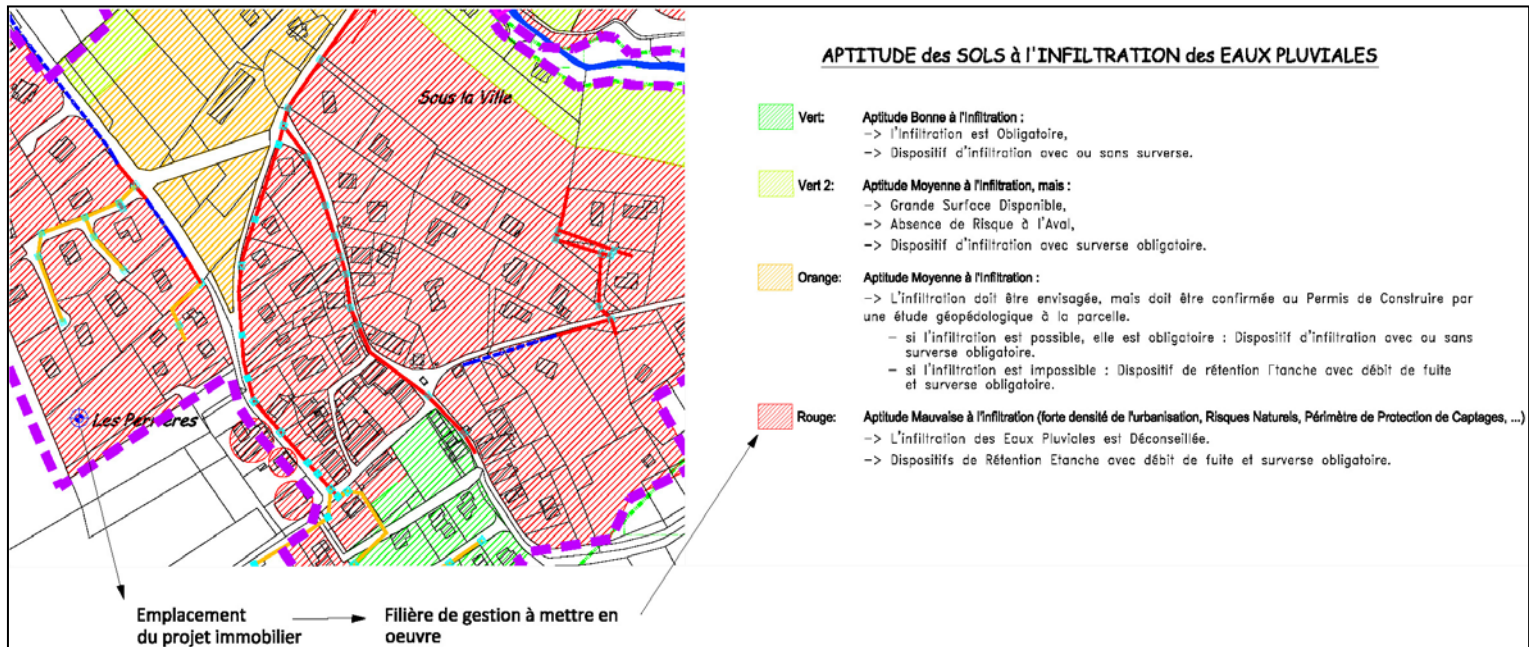 Sous la Ville
Les Perrières
APTITUDE des SOLS à l'INFILTRATION des EAUX PLUVIALES
Vert: Aptitude Bonne à l'Infiltration :
-> l'Infiltration est Obligatoire,
-> Dispositif d'infiltration avec ou sans surverse.
Vert 2: Aptitude Moyenne à l'Infiltration, mais :
-> Grande Surface Disponible,
-> Absence de Risque à l'Aval,
-> Dispositif d'infiltration avec surverse obligatoire.
Orange: Aptitude Moyenne à l'Infiltration :
-> L'infiltration doit être envisagée, mais doit être confirmée au Permis de Construire par
une étude géopédologique à la parcelle.
- si l'infiltration est possible, elle est obligatoire : Dispositif d'infiltration avec ou sans
surverse obligatoire.
- si l'infiltration est impossible : Dispositif de rétention Etanche avec débit de fuite
et surverse obligatoire.
Rouge: Aptitude Mauvaise à l'infiltration (forte densité de l'urbanisation, Risques Naturels, Périmètre de Protection de Captages, ...)
-> L'infiltration des Eaux Pluviales est Déconseillée.
-> Dispositifs de Rétention Etanche avec débit de fuite et surverse obligatoire.
Emplacement
du projet immobilier
Filière de gestion à mettre en
oeuvre